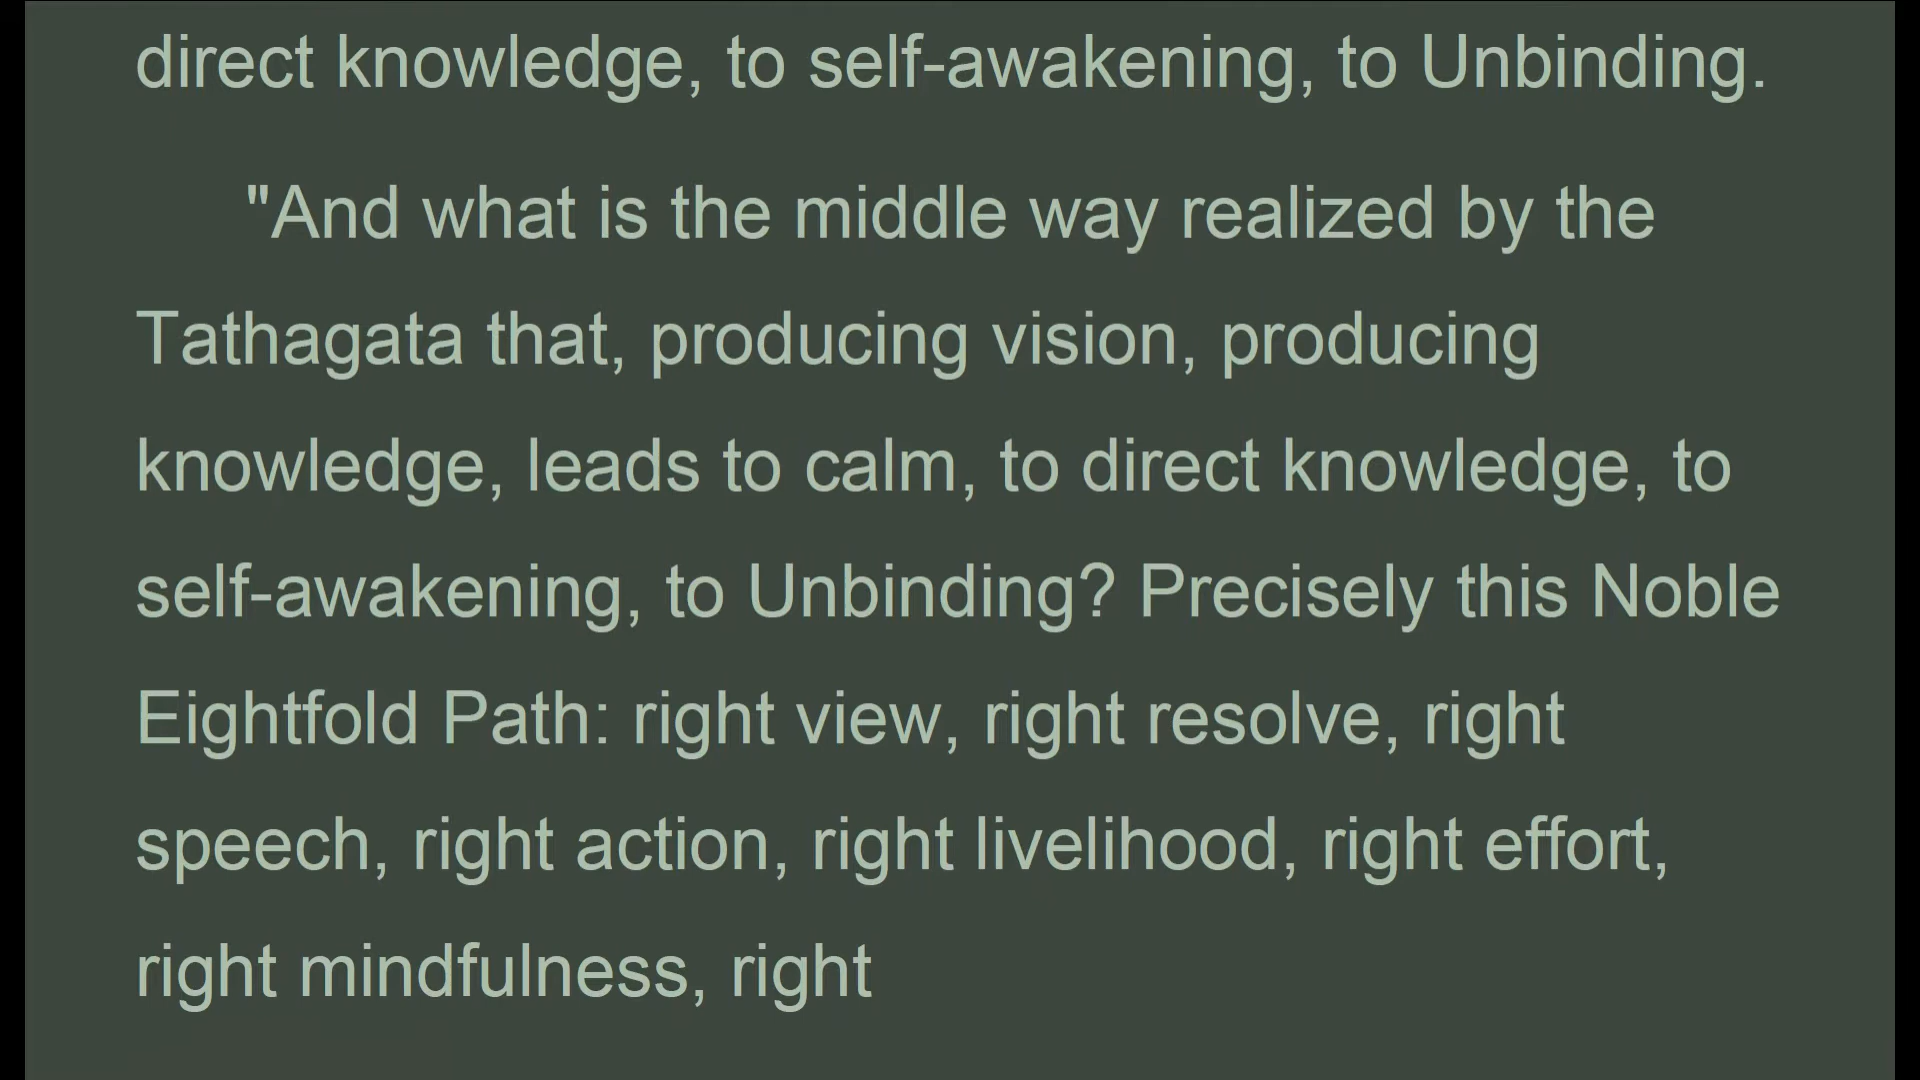 direct knowledge, to self-awakening, to Unbinding.
"And what is the middle way realized by the
Tathagata that, producing vision, producing
knowledge, leads to calm, to direct knowledge, to
self-awakening, to Unbinding? Precisely this Noble
Eightfold Path: right view, right resolve, right
speech, right action, right livelihood, right effort,
right mindfulness, right